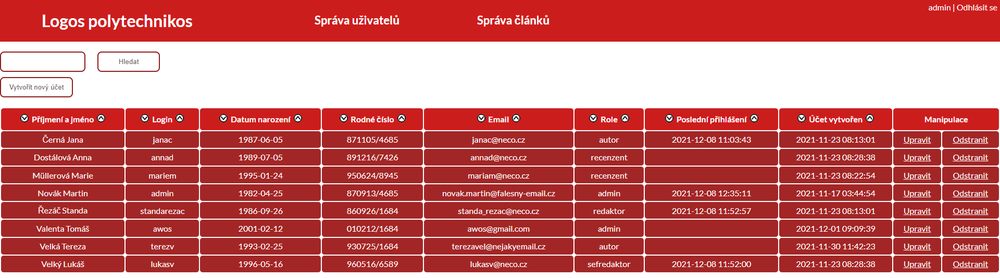 admin | Odhlásit se
Logos polytechnikos Správa uživatelů Správa článků
Hledat
Vytvořit nový účet
Příjmení a jméno Login Datum narození Rodné číslo Email Role Poslední přihlášení Účet vytvořen Manipulace
Černá Jana janac 1987-06-05 871105/4685 janac@neco.cz autor 2021-12-08 11:03:43 2021-11-23 08:13:01 Upravit Odstranit
Dostálová Anna annad 1989-07-05 891216/7426 annad@neco.cz recenzent 2021-11-23 08:28:38 Upravit Odstranit
Müllerová Marie mariem 1995-01-24 950624/8945 mariam@neco.cz recenzent 2021-11-23 08:22:54 Upravit Odstranit
Novák Martin admin 1982-04-25 870913/4685 novak.martin@falesny-email.cz admin 2021-12-08 12:35:11 2021-11-17 03:44:54 Upravit Odstranit
Řezáč Standa standarezac 1986-09-26 860926/1684 standa_rezac@neco.cz redaktor 2021-12-08 11:52:57 2021-11-23 08:13:01 Upravit Odstranit
Valenta Tomáš awos 2001-02-12 010212/1684 awos@gmail.com admin 2021-12-01 09:09:39 Upravit Odstranit
Velká Tereza terezv 1993-02-25 930725/1684 terezavel@nejakyemail.cz autor 2021-11-30 11:42:23 Upravit Odstranit
Velký Lukáš lukasv 1996-05-16 960516/6589 lukasv@neco.cz sefredaktor 2021-12-08 11:52:00 2021-11-23 08:28:38 Upravit Odstranit